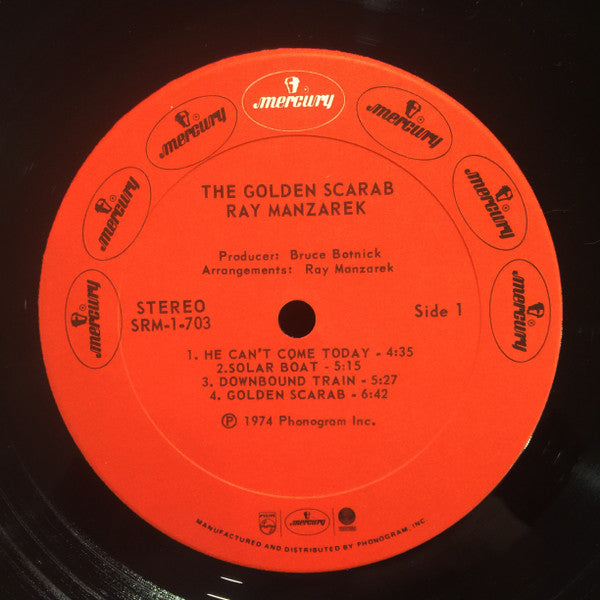 mercury
mercury
mercury
mercury
mercury
mercury
mercury
THE GOLDEN SCARAB
RAY MANZAREK
Producer: Bruce Botnick
Arrangements: Ray Manzarek
STEREO
SRM-1-703
Side 1
1. HE CAN'T COME TODAY - 4:35
2.SOLAR BOAT - 5:15
3. DOWNBOUND TRAIN - 5:27
4. GOLDEN SCARAB - 6:42
Ⓟ 1974 Phonogram Inc.
PHILIPS
mercury
MANUFACTURED AND DISTRIBUTED BY PHONOGRAM, INC